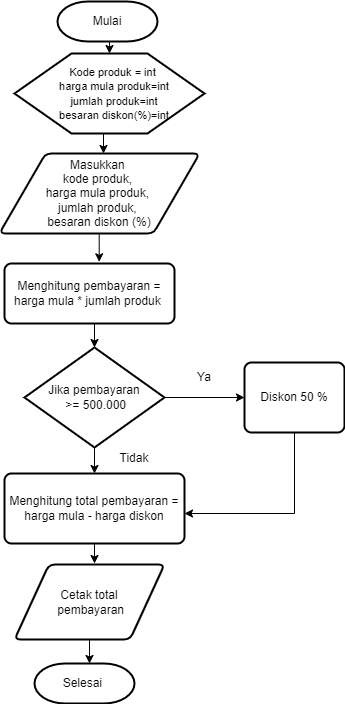 Mulai
Kode produk = int
harga mula produk=int
jumlah produk=int
besaran diskon(%)=int
Masukkan
kode produk,
harga mula produk,
jumlah produk,
besaran diskon (%)
Menghitung pembayaran =
harga mula * jumlah produk
Jika pembayaran
>= 500.000
Ya
Diskon 50 %
Tidak
Menghitung total pembayaran =
harga mula - harga diskon
Cetak total
pembayaran
Selesai